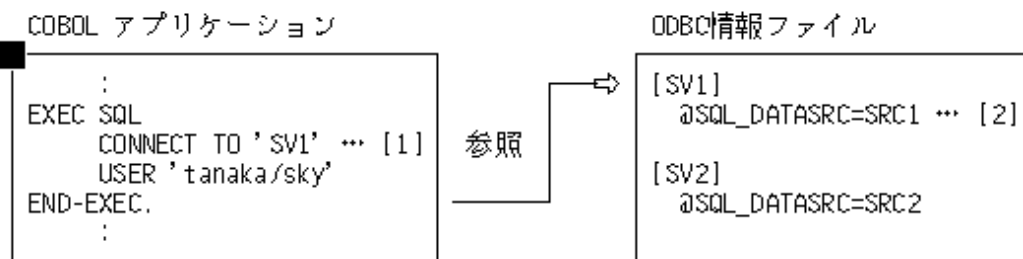 COBOL アプリケーション
:
EXEC SQL
CONNECT TO 'SV1' … [1]
USER 'tanaka/sky'
END-EXEC.
:
参照
ODBC情報ファイル
[SV1]
@SQL_DATASRC=SRC1 … [2]
[SV2]
@SQL_DATASRC=SRC2